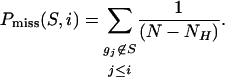 P_miss(S, i) = ∑_{g_j ∉ S, j ≤ i} 1 / (N − N_H).